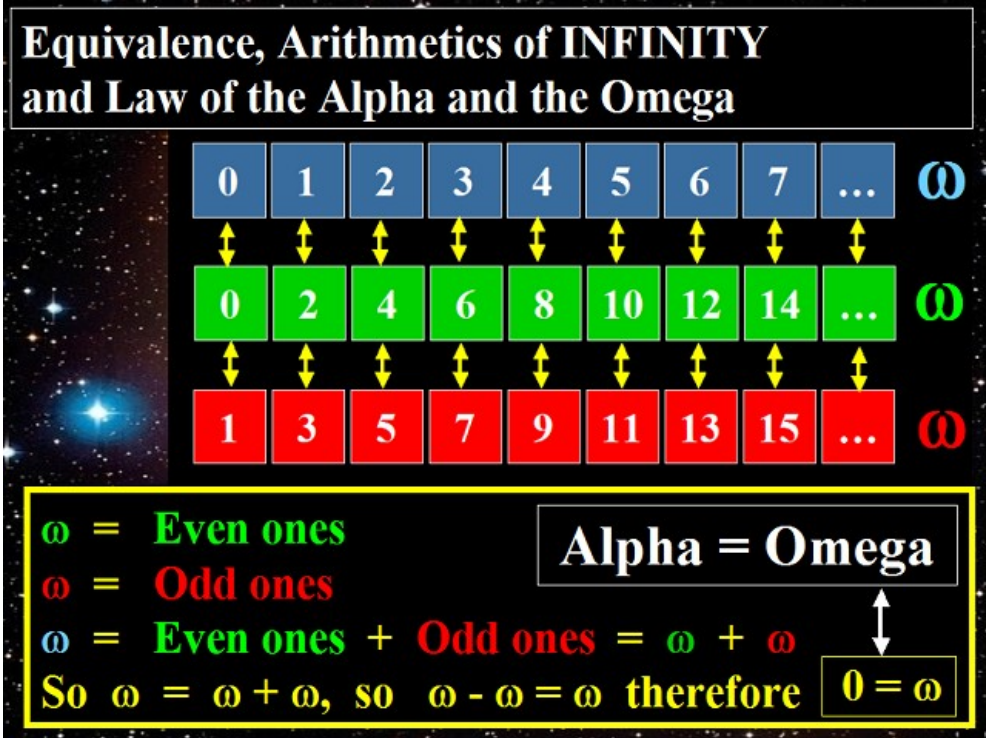 Equivalence, Arithmetics of INFINITY
and Law of the Alpha and the Omega
0 1 2 3 4 5 6 7 ... ω
0 2 4 6 8 10 12 14 ... ω
1 3 5 7 9 11 13 15 ... ω
ω = Even ones
ω = Odd ones
ω = Even ones + Odd ones = ω + ω
So ω = ω + ω, so ω - ω = ω therefore
Alpha = Omega
0 = ω